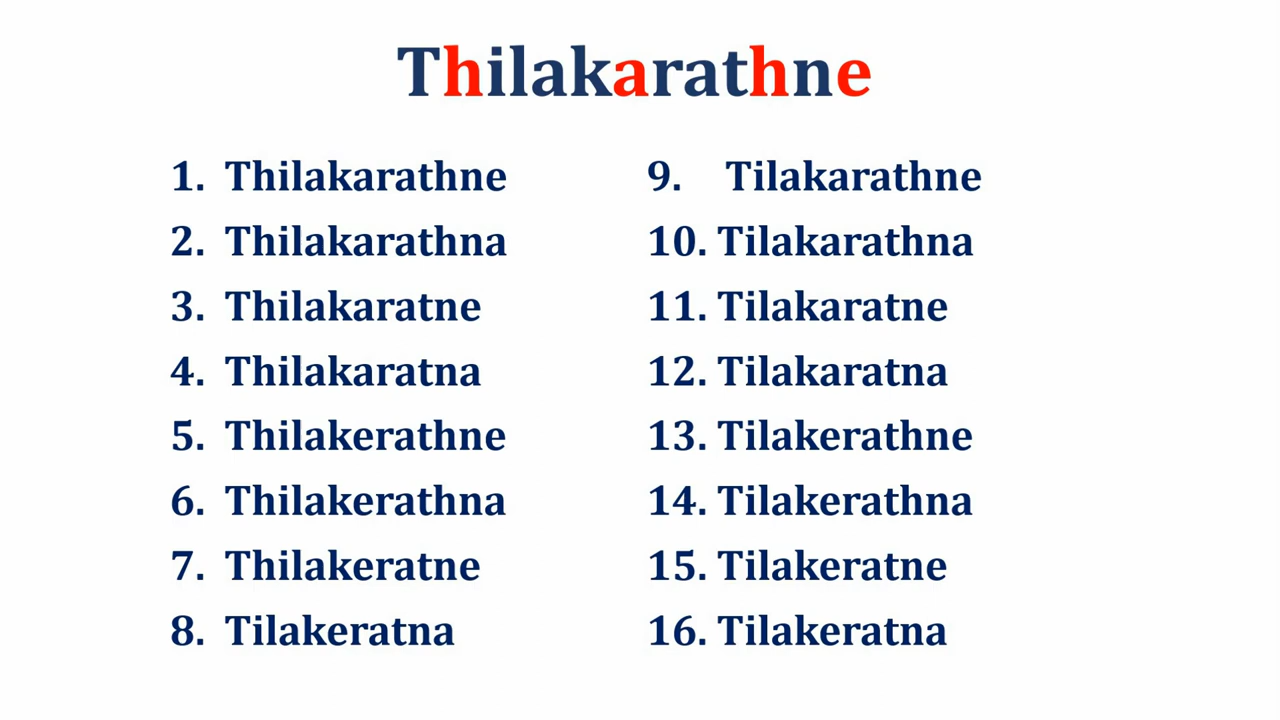 Thilakarathne
1. Thilakarathne
2. Thilakarathna
3. Thilakaratne
4. Thilakaratna
5. Thilakerathne
6. Thilakerathna
7. Thilakeratne
8. Tilakeratna
9. Tilakarathne
10. Tilakarathna
11. Tilakaratne
12. Tilakaratna
13. Tilakerathne
14. Tilakerathna
15. Tilakeratne
16. Tilakeratna